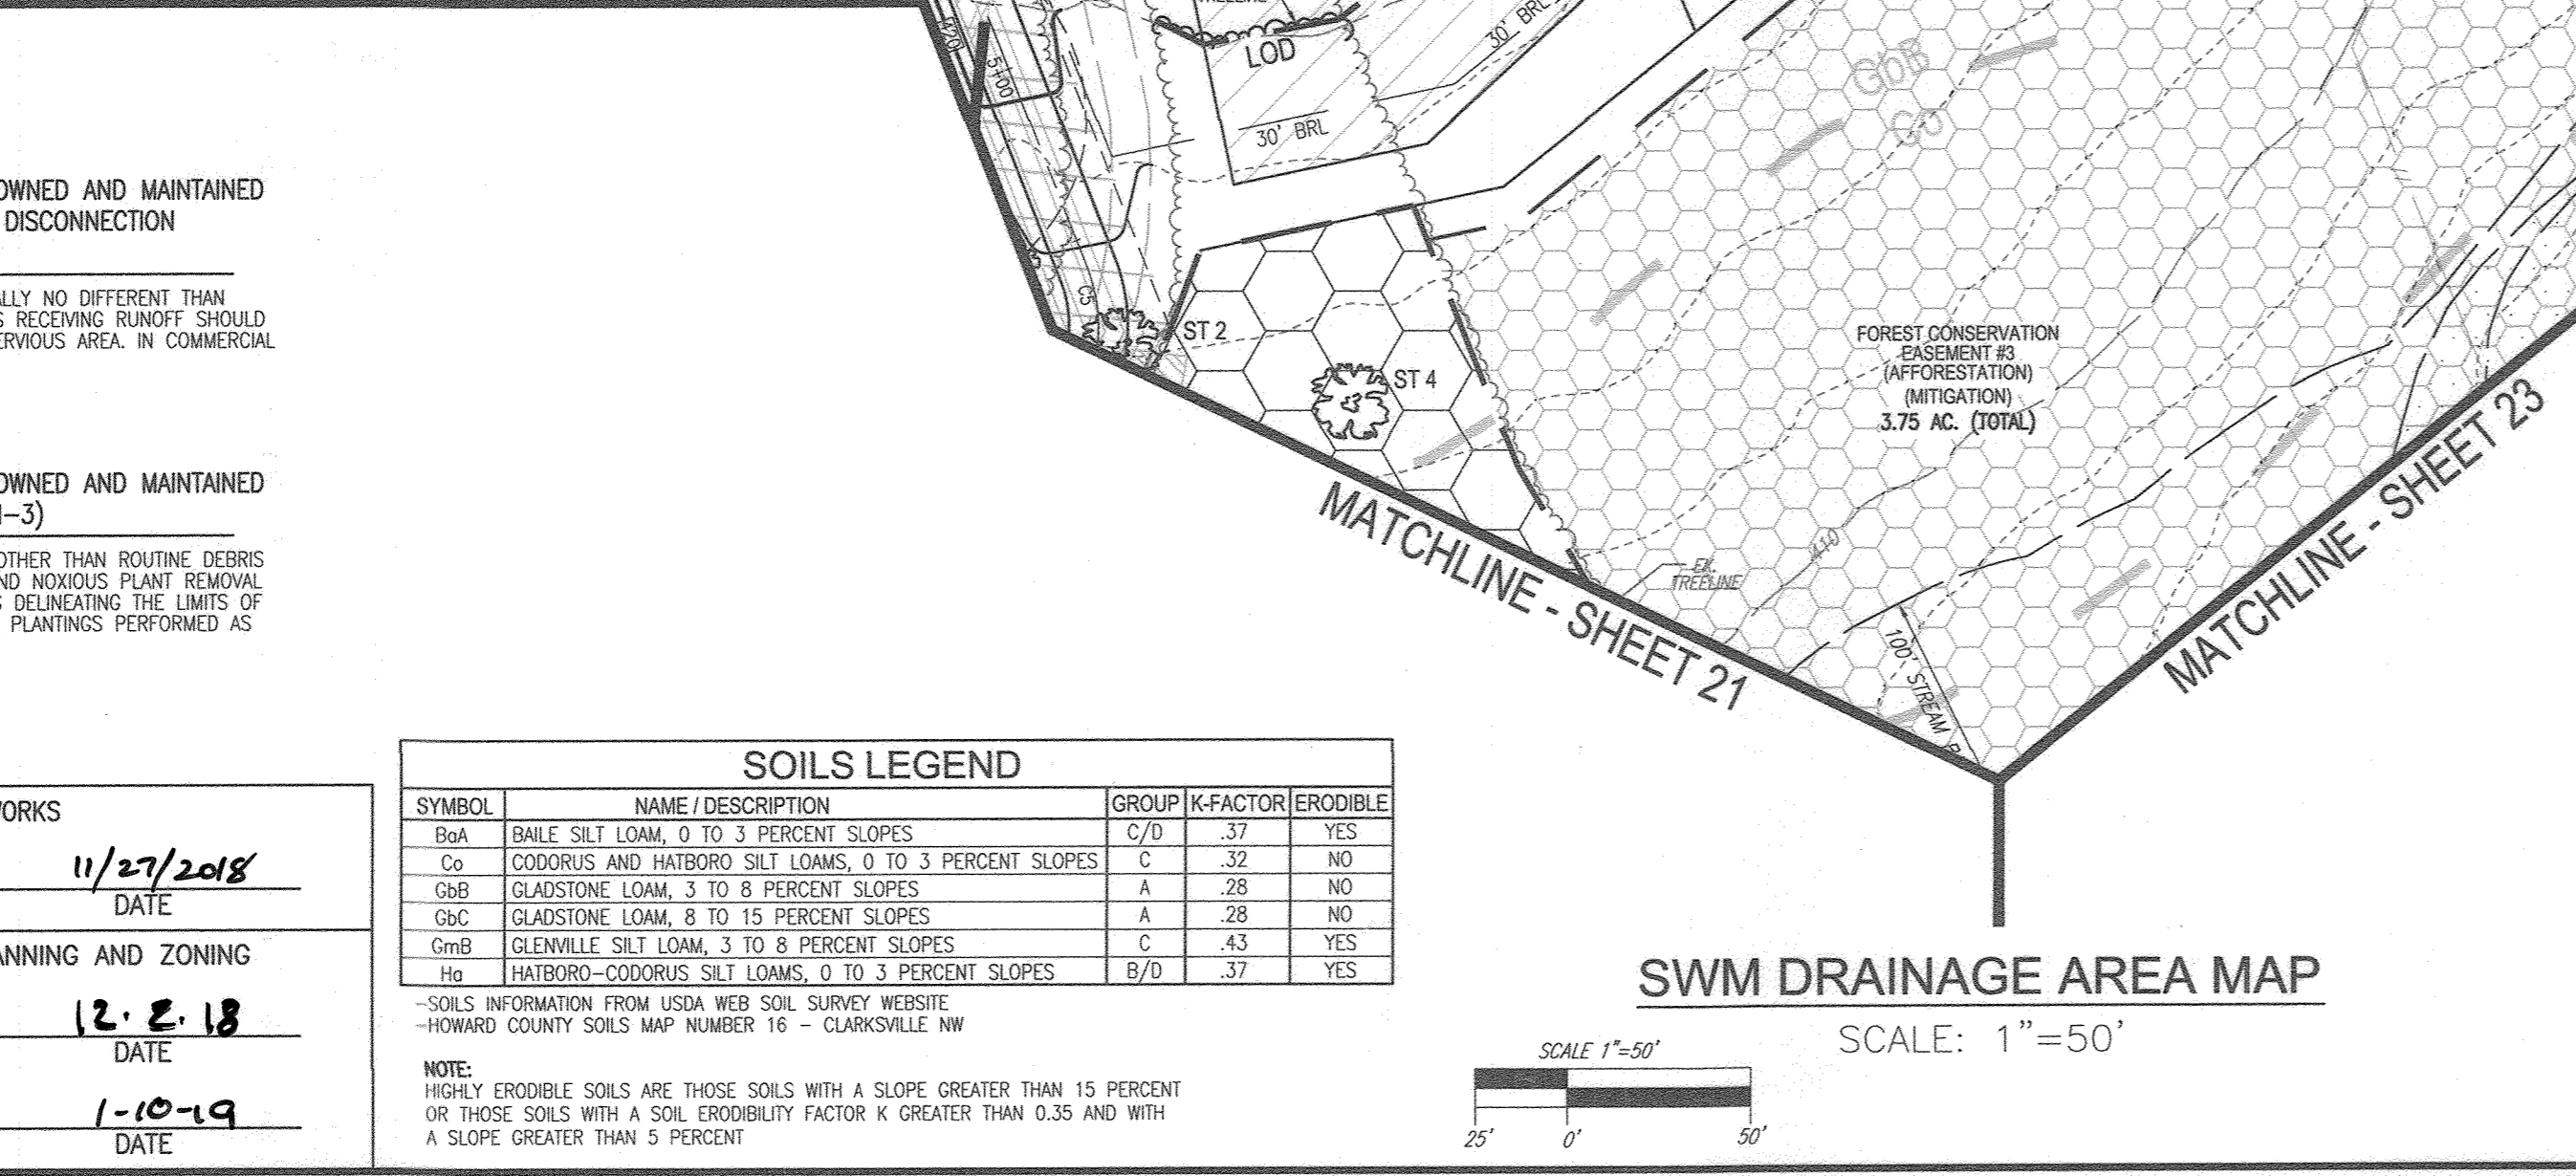 OWNED AND MAINTAINED
DISCONNECTION
ALLY NO DIFFERENT THAN
S RECEIVING RUNOFF SHOULD
ERVIOUS AREA. IN COMMERCIAL
OWNED AND MAINTAINED
-3)
OTHER THAN ROUTINE DEBRIS
ND NOXIOUS PLANT REMOVAL
DELINEATING THE LIMITS OF
PLANTINGS PERFORMED AS
ORKS
11/27/2018
DATE
ANNING AND ZONING
12.2.18
DATE
1-10-19
DATE
420
5+00
TREELINE
LOD
30' BRL
30' BRL
GbB
Co
C5
ST 2
ST 4
FOREST CONSERVATION
EASEMENT #3
(AFFORESTATION)
(MITIGATION)
3.75 AC. (TOTAL)
410
EX.
TREELINE
100' STREAM
MATCHLINE - SHEET 21
MATCHLINE - SHEET 23
SOILS LEGEND
SYMBOL NAME / DESCRIPTION GROUP K-FACTOR ERODIBLE
BaA BAILE SILT LOAM, 0 TO 3 PERCENT SLOPES C/D .37 YES
Co CODORUS AND HATBORO SILT LOAMS, 0 TO 3 PERCENT SLOPES C .32 NO
GbB GLADSTONE LOAM, 3 TO 8 PERCENT SLOPES A .28 NO
GbC GLADSTONE LOAM, 8 TO 15 PERCENT SLOPES A .28 NO
GmB GLENVILLE SILT LOAM, 3 TO 8 PERCENT SLOPES C .43 YES
Ha HATBORO-CODORUS SILT LOAMS, 0 TO 3 PERCENT SLOPES B/D .37 YES
-SOILS INFORMATION FROM USDA WEB SOIL SURVEY WEBSITE
-HOWARD COUNTY SOILS MAP NUMBER 16 - CLARKSVILLE NW
NOTE:
HIGHLY ERODIBLE SOILS ARE THOSE SOILS WITH A SLOPE GREATER THAN 15 PERCENT
OR THOSE SOILS WITH A SOIL ERODIBILITY FACTOR K GREATER THAN 0.35 AND WITH
A SLOPE GREATER THAN 5 PERCENT
SWM DRAINAGE AREA MAP
SCALE: 1"=50'
SCALE 1"=50'
25' 0' 50'